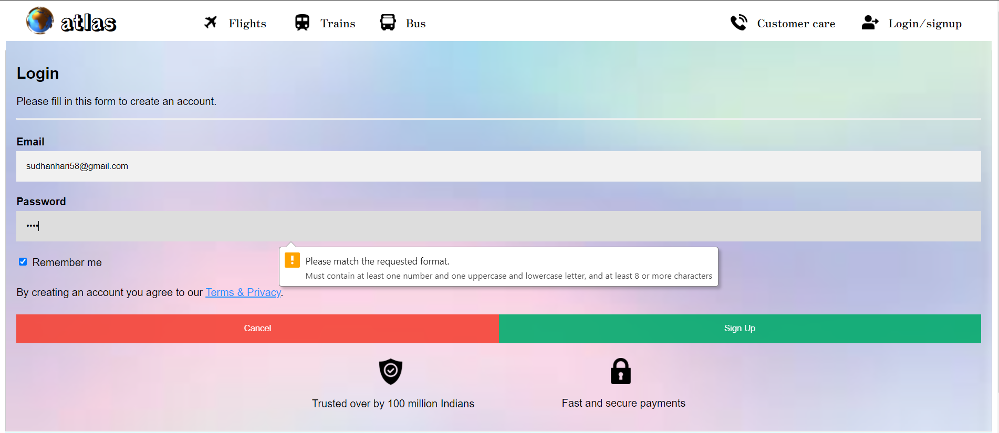 atlas Flights Trains Bus Customer care Login/signup
Login
Please fill in this form to create an account.
Email
sudhanhari58@gmail.com
Password
••••
Please match the requested format.
Remember me
Must contain at least one number and one uppercase and lowercase letter, and at least 8 or more characters
By creating an account you agree to our Terms & Privacy.
Cancel Sign Up
Trusted over by 100 million Indians Fast and secure payments